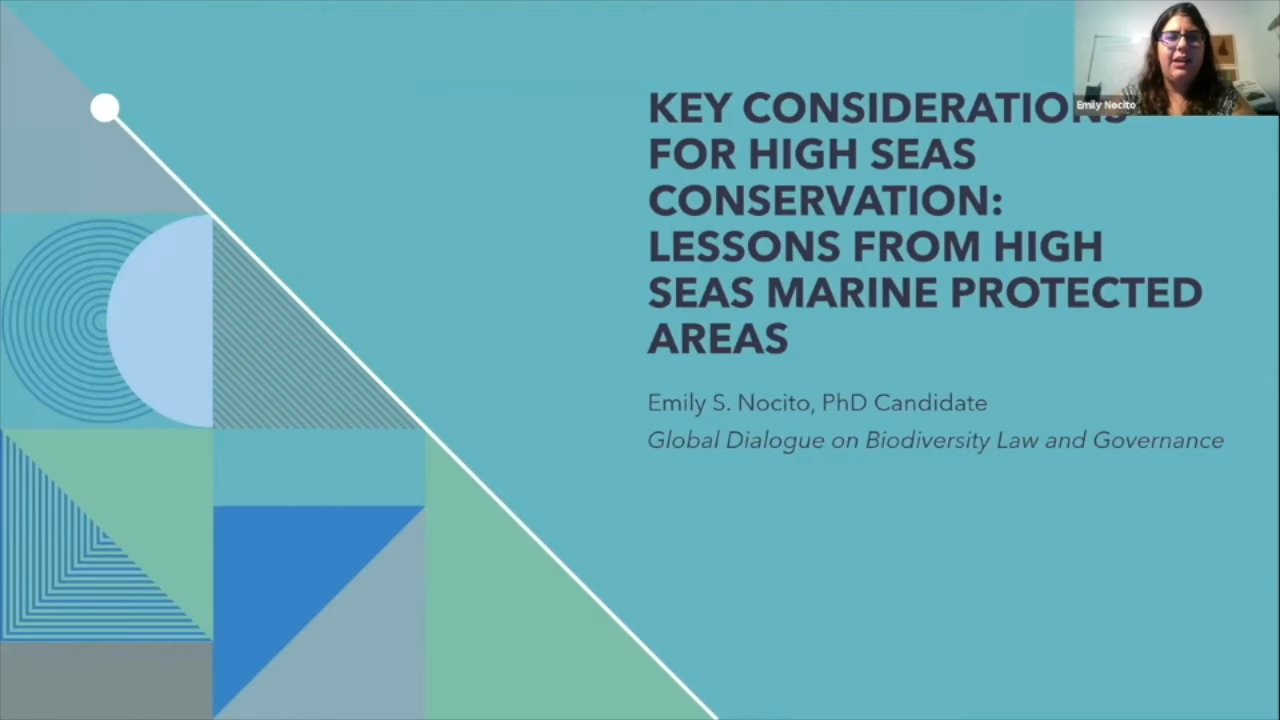 KEY CONSIDERATIONS
FOR HIGH SEAS
CONSERVATION:
LESSONS FROM HIGH
SEAS MARINE PROTECTED
AREAS
Emily S. Nocito, PhD Candidate
Global Dialogue on Biodiversity Law and Governance
Emily Nocito